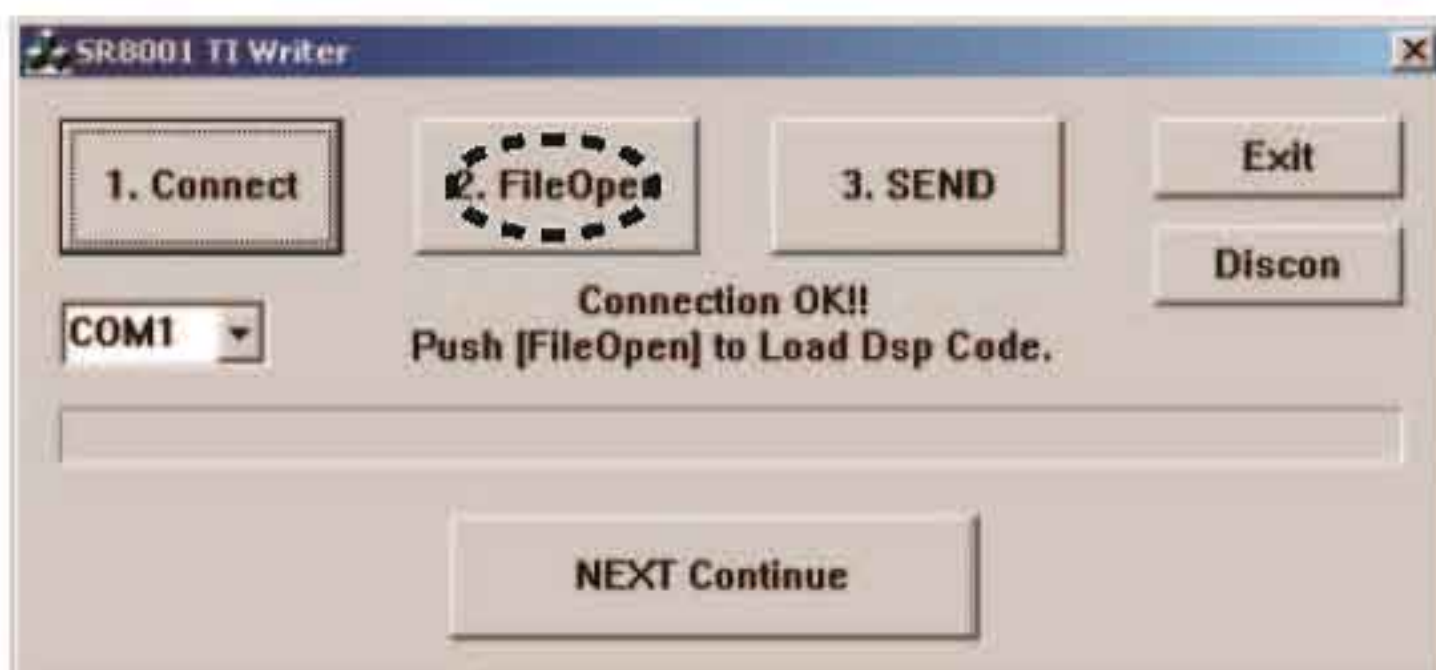 SR8001 TI Writer
1. Connect
2. FileOpen
3. SEND
Exit
Discon
COM1
Connection OK!!
Push [FileOpen] to Load Dsp Code.
NEXT Continue